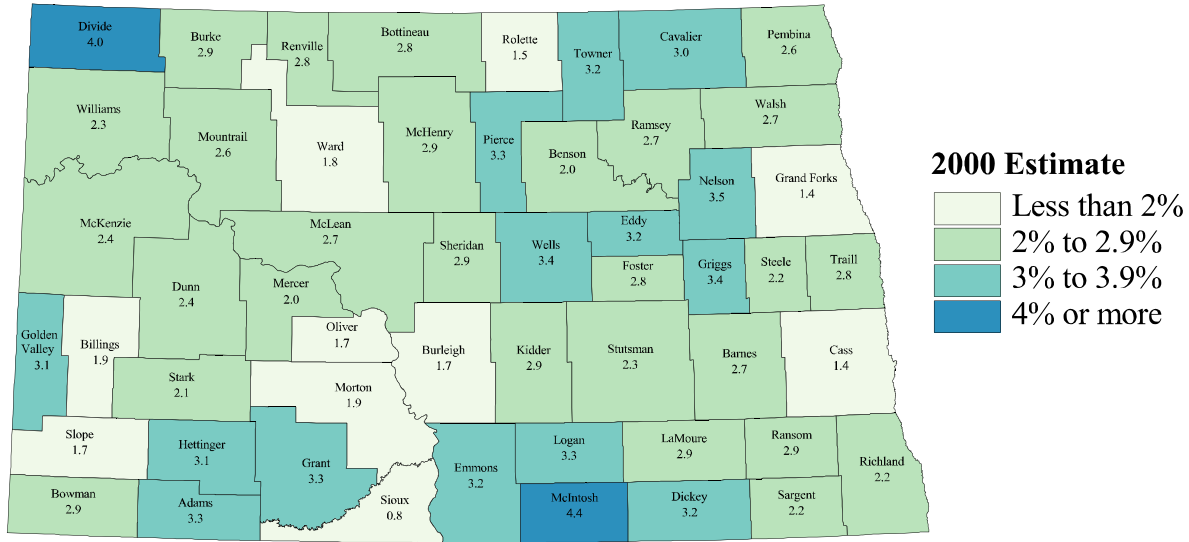 Divide
4.0
Burke
2.9
Renville
2.8
Bottineau
2.8
Rolette
1.5
Towner
3.2
Cavalier
3.0
Pembina
2.6
Williams
2.3
Mountrail
2.6
Ward
1.8
McHenry
2.9
Pierce
3.3
Benson
2.0
Ramsey
2.7
Walsh
2.7
Nelson
3.5
Grand Forks
1.4
McKenzie
2.4
Dunn
2.4
Mercer
2.0
McLean
2.7
Sheridan
2.9
Wells
3.4
Eddy
3.2
Foster
2.8
Griggs
3.4
Steele
2.2
Traill
2.8
Golden
Valley
3.1
Billings
1.9
Stark
2.1
Oliver
1.7
Morton
1.9
Burleigh
1.7
Kidder
2.9
Stutsman
2.3
Barnes
2.7
Cass
1.4
Slope
1.7
Hettinger
3.1
Grant
3.3
Sioux
0.8
Emmons
3.2
Logan
3.3
LaMoure
2.9
Ransom
2.9
Richland
2.2
Bowman
2.9
Adams
3.3
McIntosh
4.4
Dickey
3.2
Sargent
2.2
2000 Estimate
Less than 2%
2% to 2.9%
3% to 3.9%
4% or more